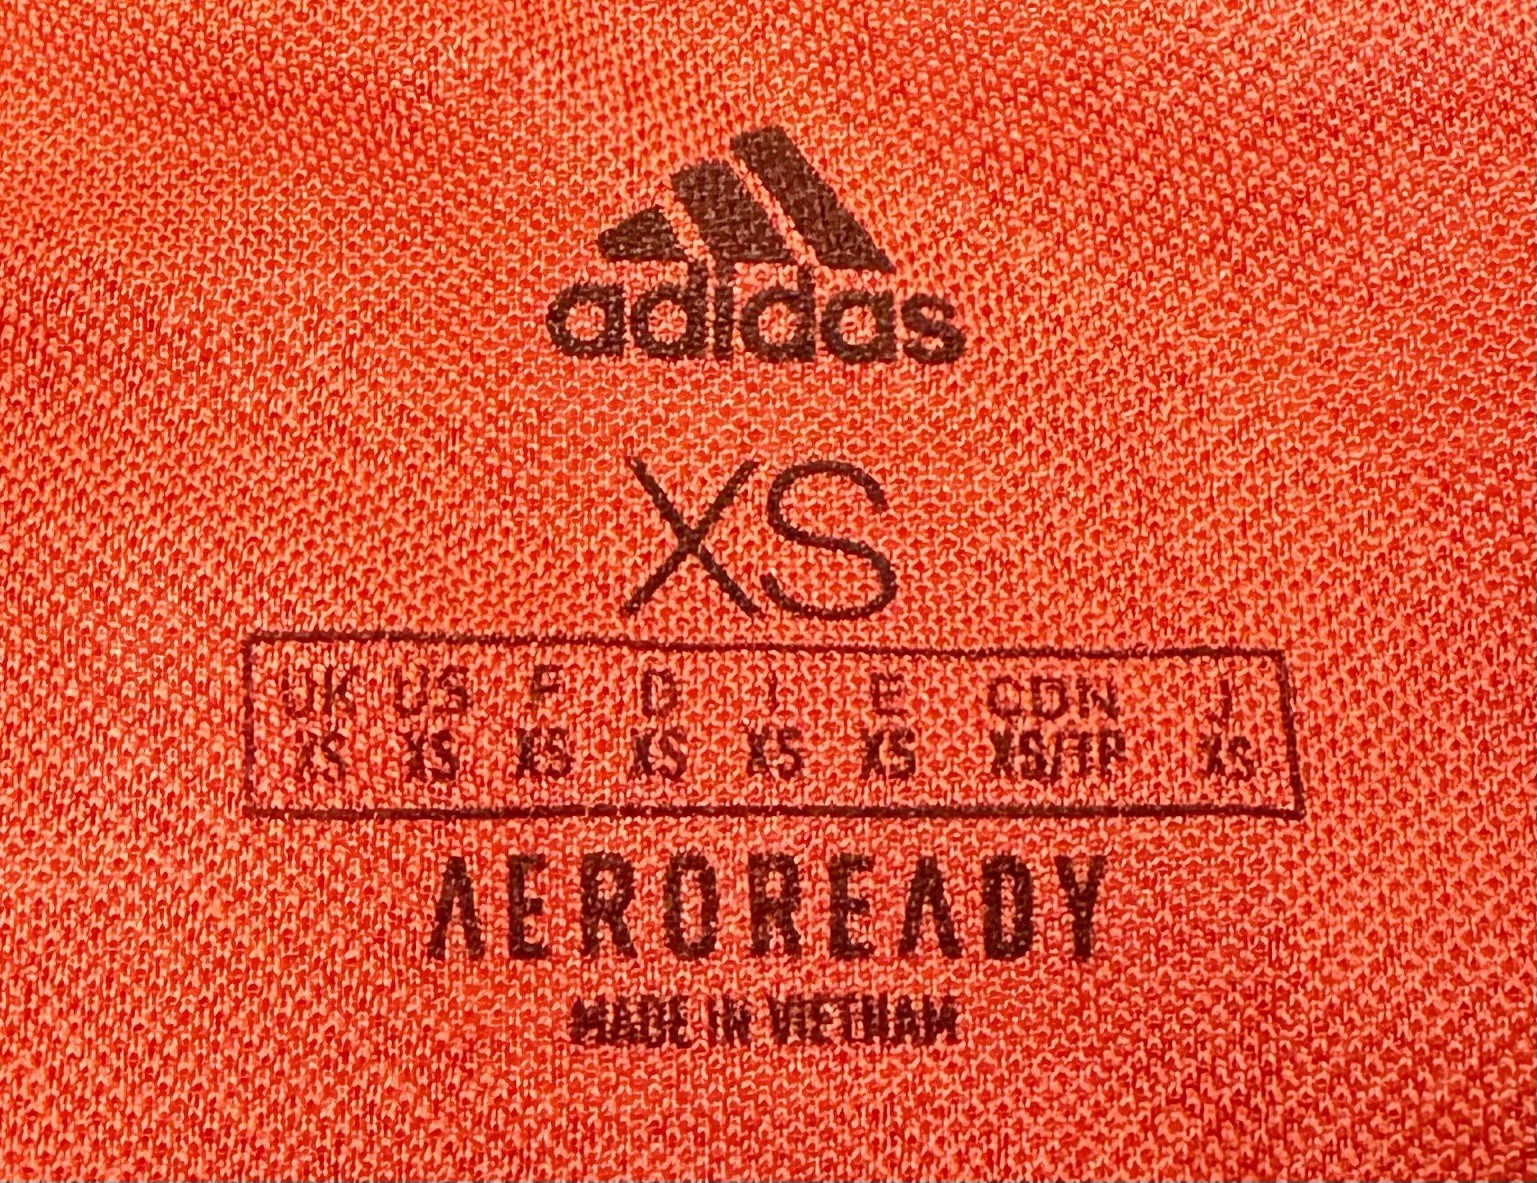 adidas
XS
UK US F D I E CDN J
XS XS XS XS XS XS XS/TP XS
AEROREADY
MADE IN VIETNAM